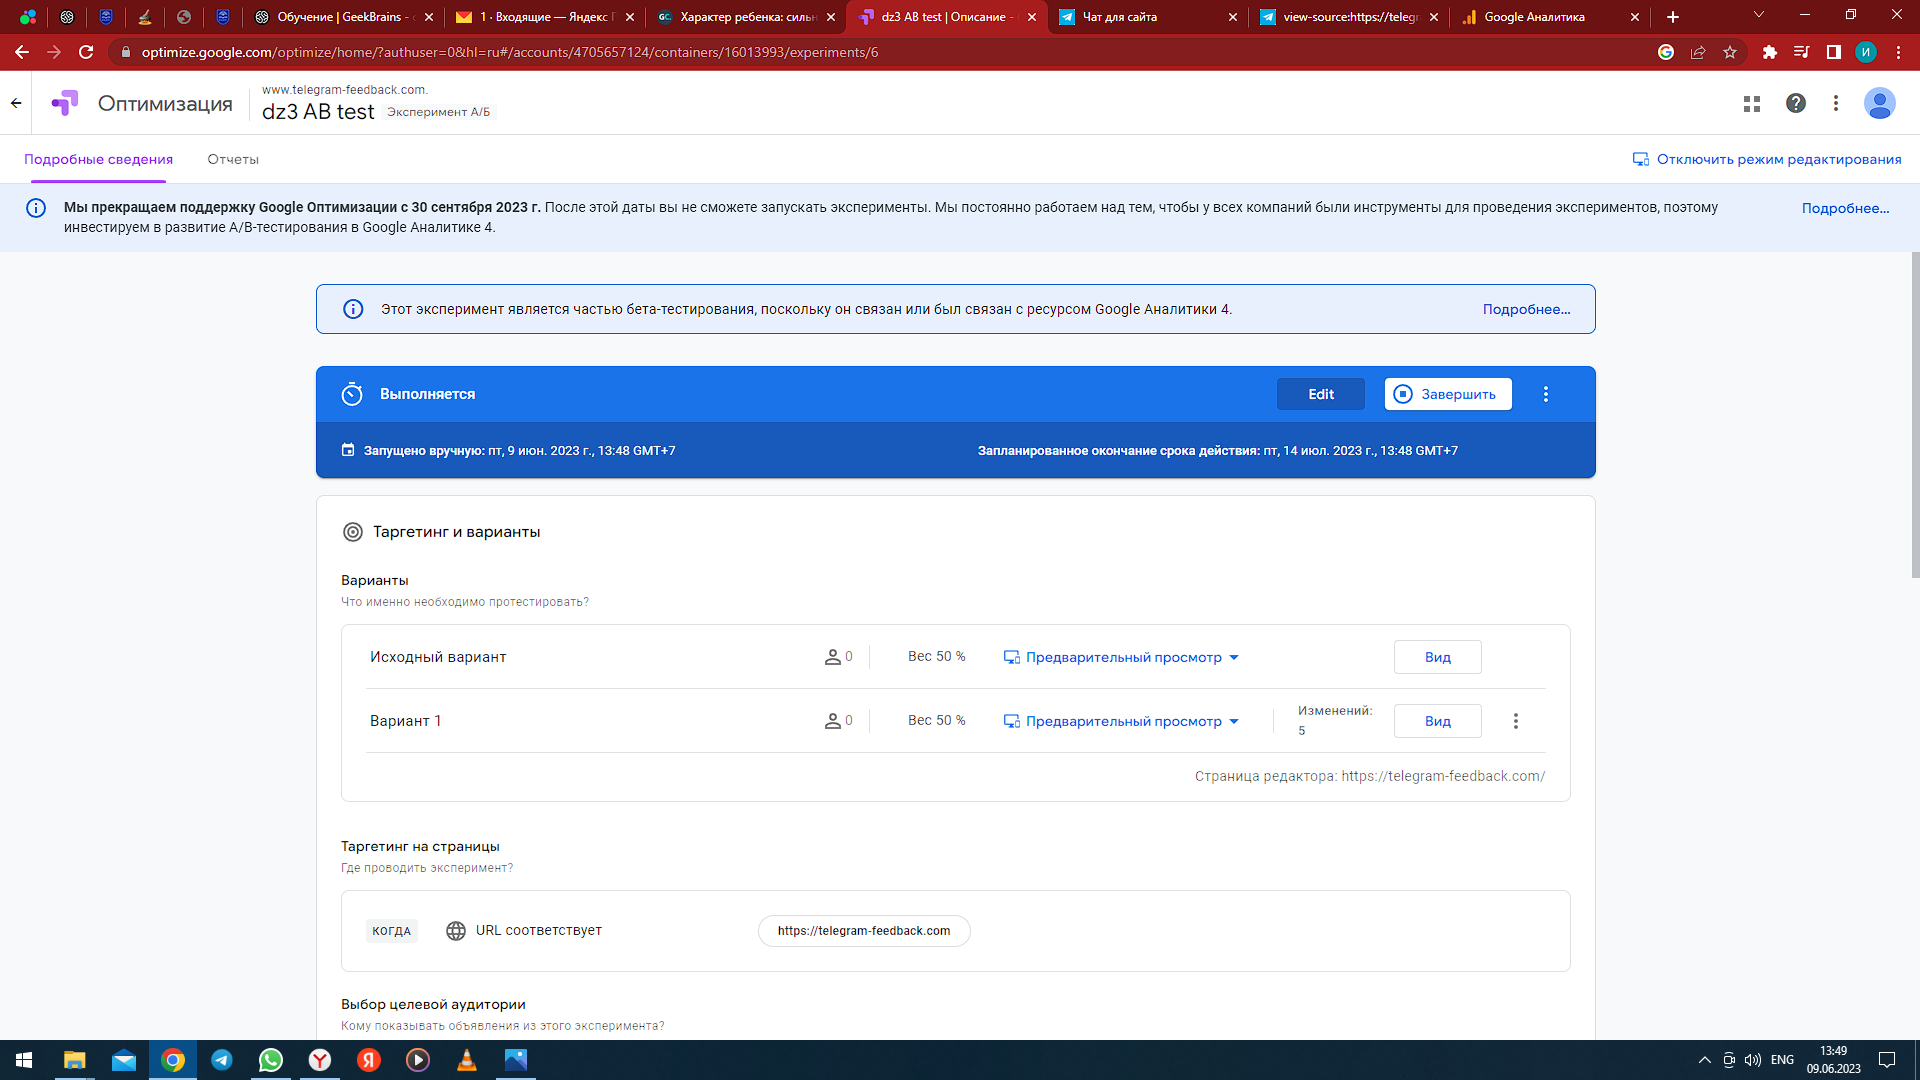 Обучение | GeekBrains -
1 · Входящие — Яндекс
Характер ребенка: силь
dz3 AB test | Описание -
Чат для сайта
view-source:https://telegr
Google Аналитика
optimize.google.com/optimize/home/?authuser=0&hl=ru#/accounts/4705657124/containers/16013993/experiments/6
И
Оптимизация
www.telegram-feedback.com.
dz3 AB test Эксперимент А/Б
Подробные сведения
Отчеты
Отключить режим редактирования
Мы прекращаем поддержку Google Оптимизации с 30 сентября 2023 г. После этой даты вы не сможете запускать эксперименты. Мы постоянно работаем над тем, чтобы у всех компаний были инструменты для проведения экспериментов, поэтому
инвестируем в развитие A/B-тестирования в Google Аналитике 4.
Подробнее...
Этот эксперимент является частью бета-тестирования, поскольку он связан или был связан с ресурсом Google Аналитики 4.
Подробнее...
Выполняется
Edit
Завершить
Запущено вручную: пт, 9 июн. 2023 г., 13:48 GMT+7
Запланированное окончание срока действия: пт, 14 июл. 2023 г., 13:48 GMT+7
Таргетинг и варианты
Варианты
Что именно необходимо протестировать?
Исходный вариант
0
Вес 50 %
Предварительный просмотр
Вид
Вариант 1
0
Вес 50 %
Предварительный просмотр
Изменений:
5
Вид
Страница редактора: https://telegram-feedback.com/
Таргетинг на страницы
Где проводить эксперимент?
КОГДА
URL соответствует
https://telegram-feedback.com
Выбор целевой аудитории
Кому показывать объявления из этого эксперимента?
ENG
13:49
09.06.2023